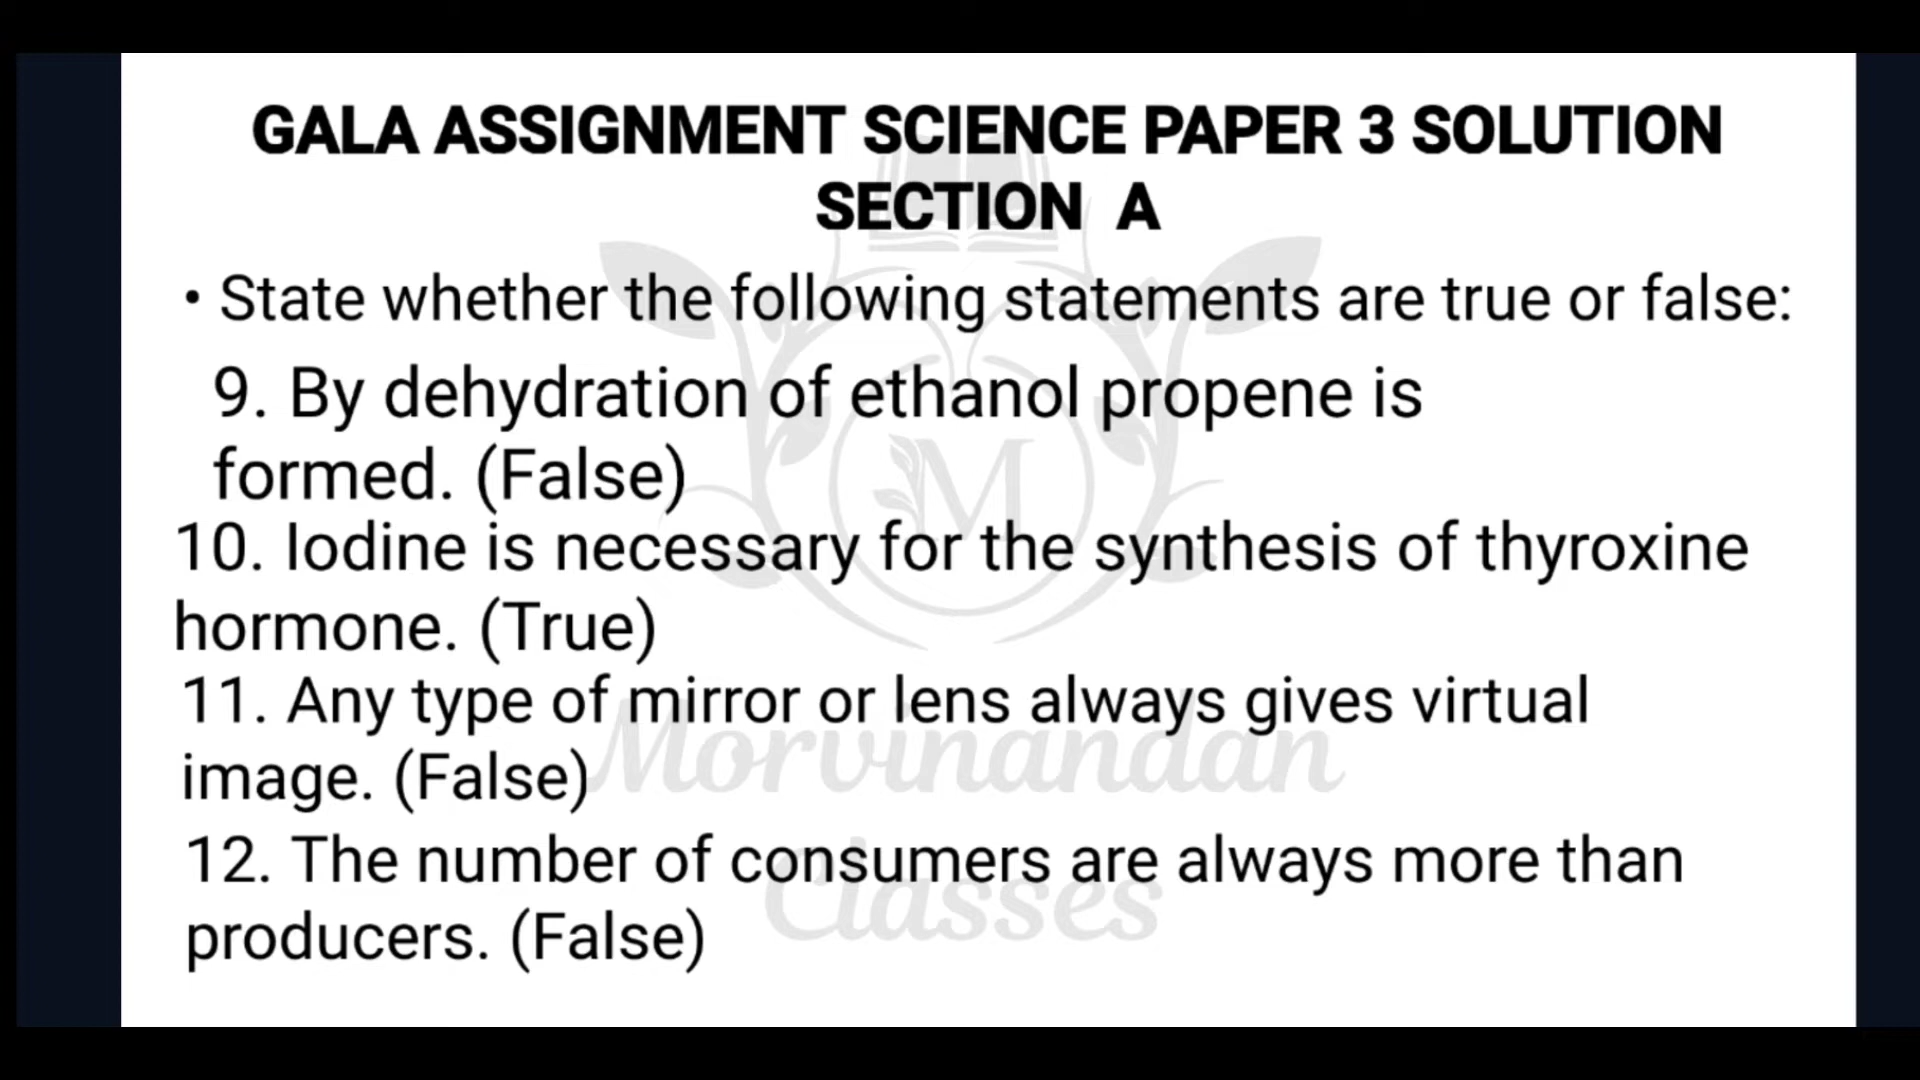 GALA ASSIGNMENT SCIENCE PAPER 3 SOLUTION
SECTION A
• State whether the following statements are true or false:
9. By dehydration of ethanol propene is
formed. (False)
10. Iodine is necessary for the synthesis of thyroxine
hormone. (True)
11. Any type of mirror or lens always gives virtual
image. (False)
12. The number of consumers are always more than
producers. (False)
M
Morvinandan
Classes